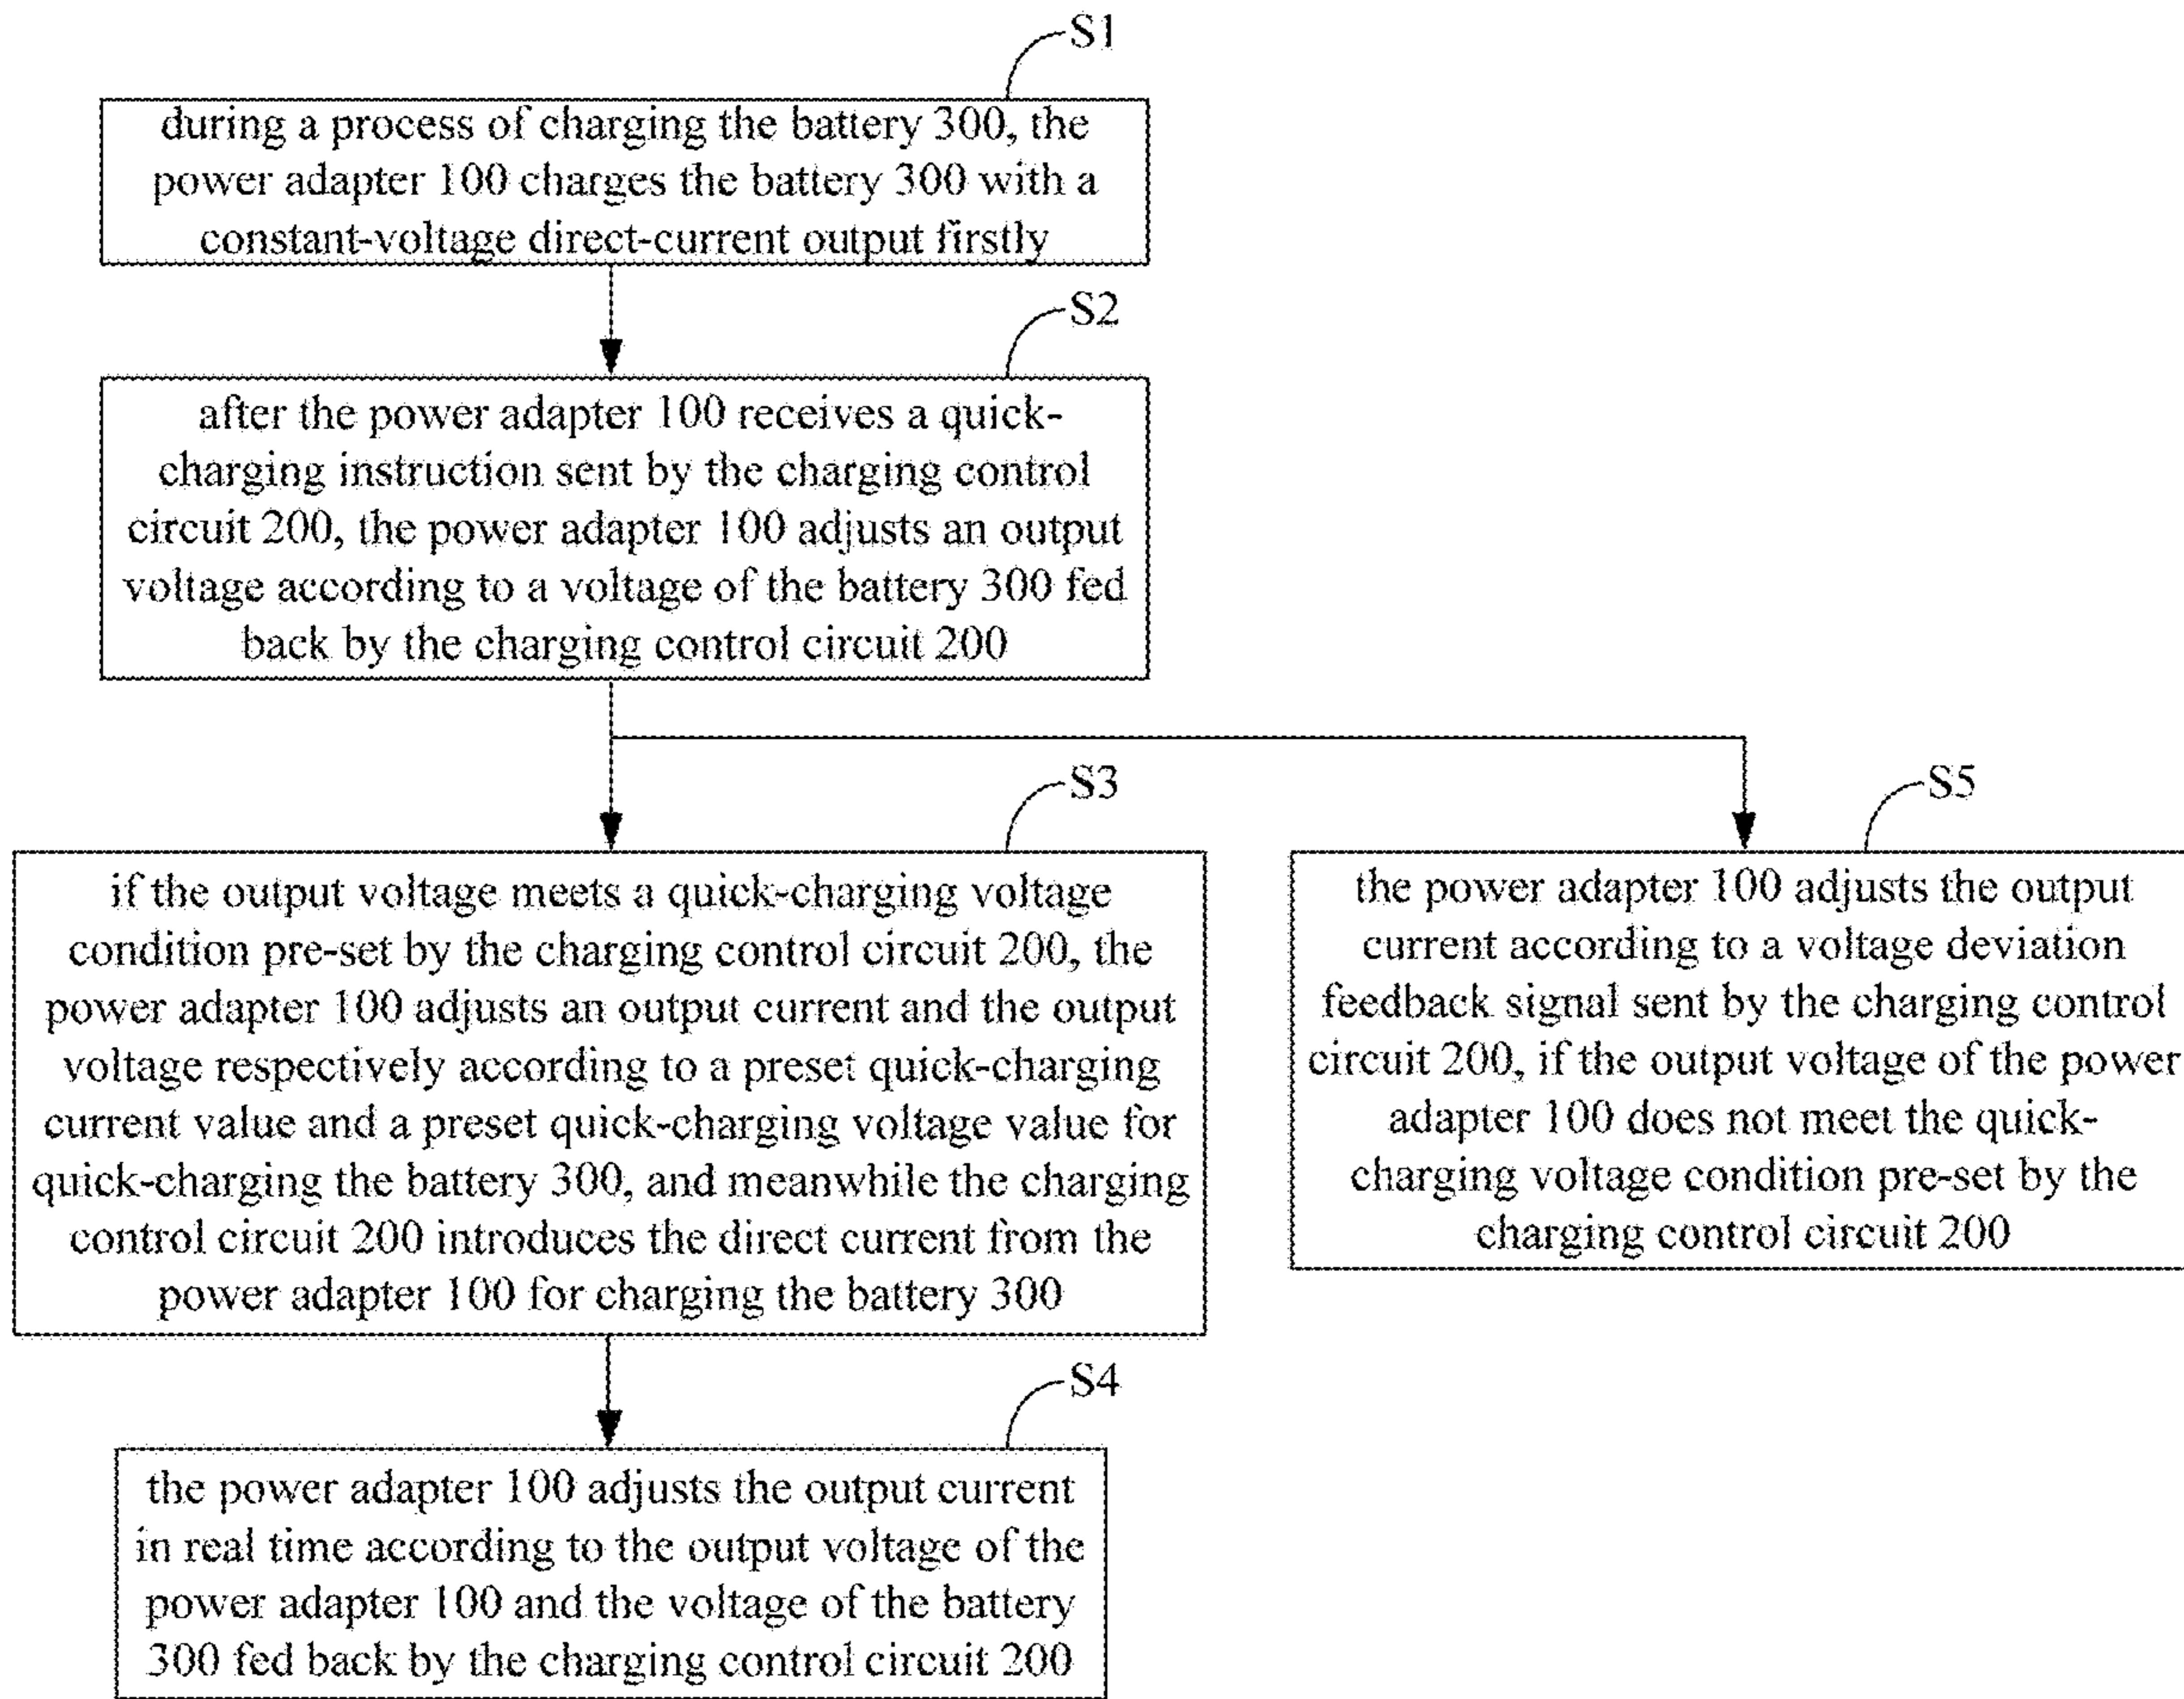 S1
during a process of charging the battery 300, the
power adapter 100 charges the battery 300 with a
constant-voltage direct-current output firstly
S2
after the power adapter 100 receives a quick-
charging instruction sent by the charging control
circuit 200, the power adapter 100 adjusts an output
voltage according to a voltage of the battery 300 fed
back by the charging control circuit 200
S3
if the output voltage meets a quick-charging voltage
condition pre-set by the charging control circuit 200, the
power adapter 100 adjusts an output current and the output
voltage respectively according to a preset quick-charging
current value and a preset quick-charging voltage value for
quick-charging the battery 300, and meanwhile the charging
control circuit 200 introduces the direct current from the
power adapter 100 for charging the battery 300
S5
the power adapter 100 adjusts the output
current according to a voltage deviation
feedback signal sent by the charging control
circuit 200, if the output voltage of the power
adapter 100 does not meet the quick-
charging voltage condition pre-set by the
charging control circuit 200
S4
the power adapter 100 adjusts the output current
in real time according to the output voltage of the
power adapter 100 and the voltage of the battery
300 fed back by the charging control circuit 200